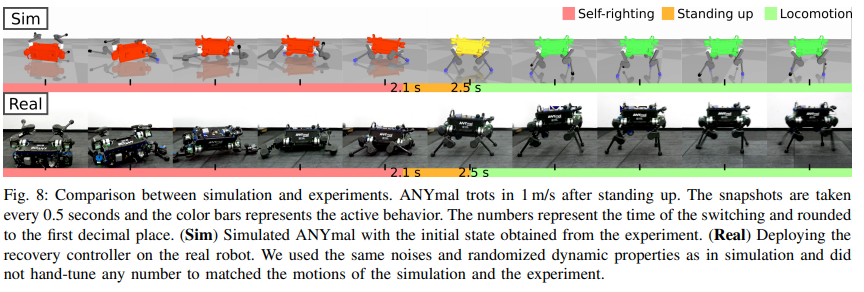 Sim
Self-righting
Standing up
Locomotion
2.1 s
2.5 s
Real
2.1 s
2.5 s
Fig. 8: Comparison between simulation and experiments. ANYmal trots in 1 m/s after standing up. The snapshots are taken
every 0.5 seconds and the color bars represents the active behavior. The numbers represent the time of the switching and rounded
to the first decimal place. (Sim) Simulated ANYmal with the initial state obtained from the experiment. (Real) Deploying the
recovery controller on the real robot. We used the same noises and randomized dynamic properties as in simulation and did
not hand-tune any number to matched the motions of the simulation and the experiment.